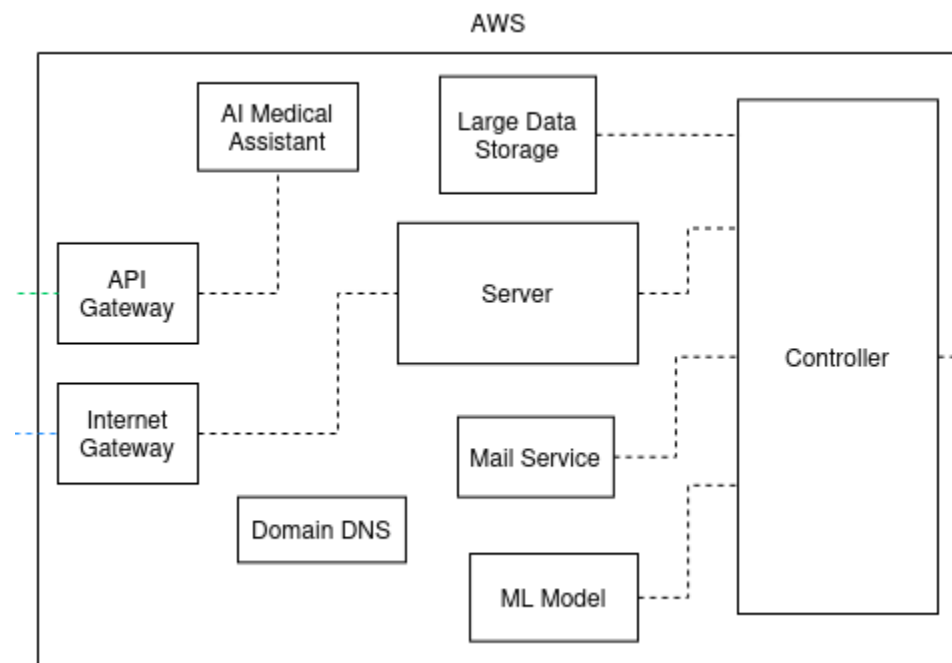 AWS
AI Medical
Assistant
Large Data
Storage
API
Gateway
Server
Controller
Internet
Gateway
Mail Service
Domain DNS
ML Model